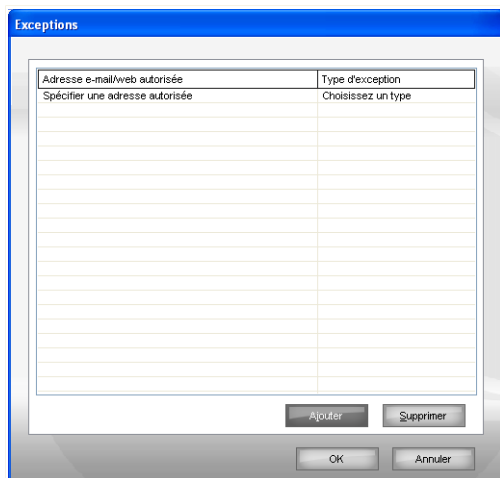 Exceptions
Adresse e-mail/web autorisée Type d'exception
Spécifier une adresse autorisée Choisissez un type
Ajouter Supprimer
OK Annuler